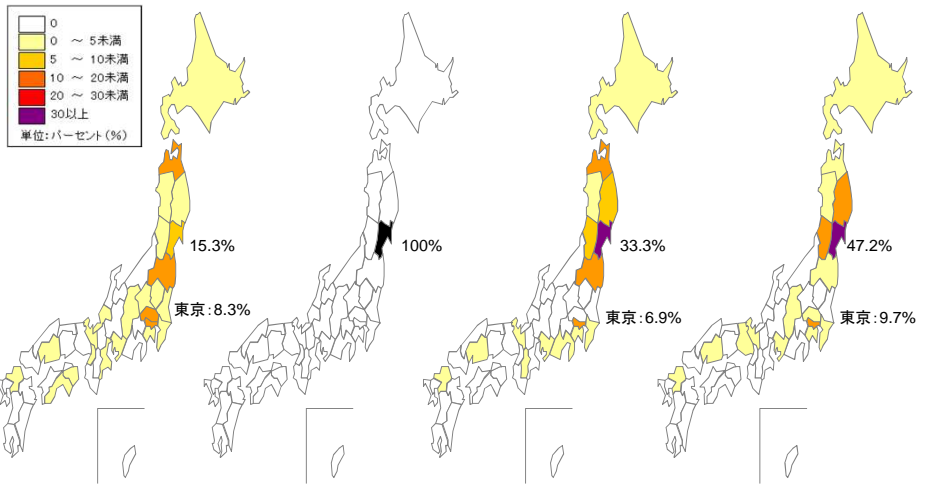 0
0 ～ 5未満
5 ～ 10未満
10 ～ 20未満
20 ～ 30未満
30以上
単位:パーセント(%)
15.3%
東京:8.3%
100%
33.3%
東京:6.9%
47.2%
東京:9.7%